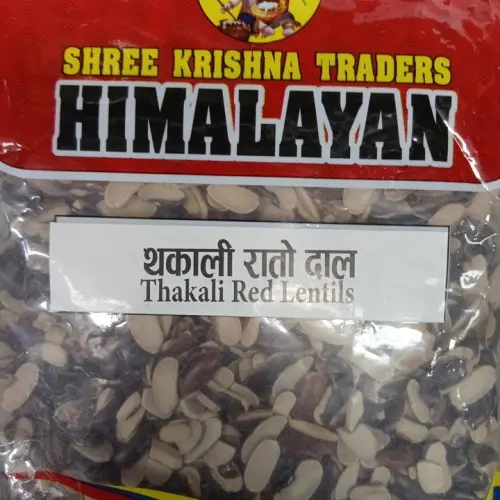 SHREE KRISHNA TRADERS
HIMALAYAN
थकाली रातो दाल
Thakali Red Lentils